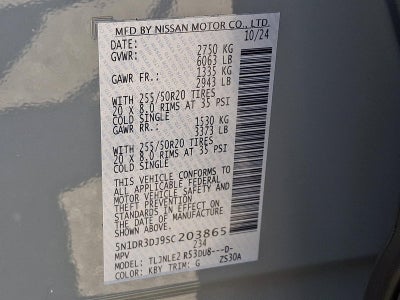 MFD BY NISSAN MOTOR CO., LTD
DATE: 10/24
GVWR: 2750 KG
6063 LB
GAWR FR.: 1335 KG
2943 LB
WITH 255/50R20 TIRES
20 X 8.0 RIMS AT 35 PSI
COLD SINGLE
GAWR RR.: 1530 KG
3373 LB
WITH 255/50R20 TIRES
20 X 8.0 RIMS AT 35 PSI
COLD SINGLE
THIS VEHICLE CONFORMS TO
ALL APPLICABLE FEDERAL
MOTOR VEHICLE SAFETY
AND THEFT PREVENTION
STANDARDS IN EFFECT ON
THE DATE OF MANUFACTURE
SHOWN ABOVE.
5N1DR3DJ9SC203865
MPV 234
MODEL: TLJNLE2 R53DU8---D-
COLOR: KBY TRIM: G ZS30A